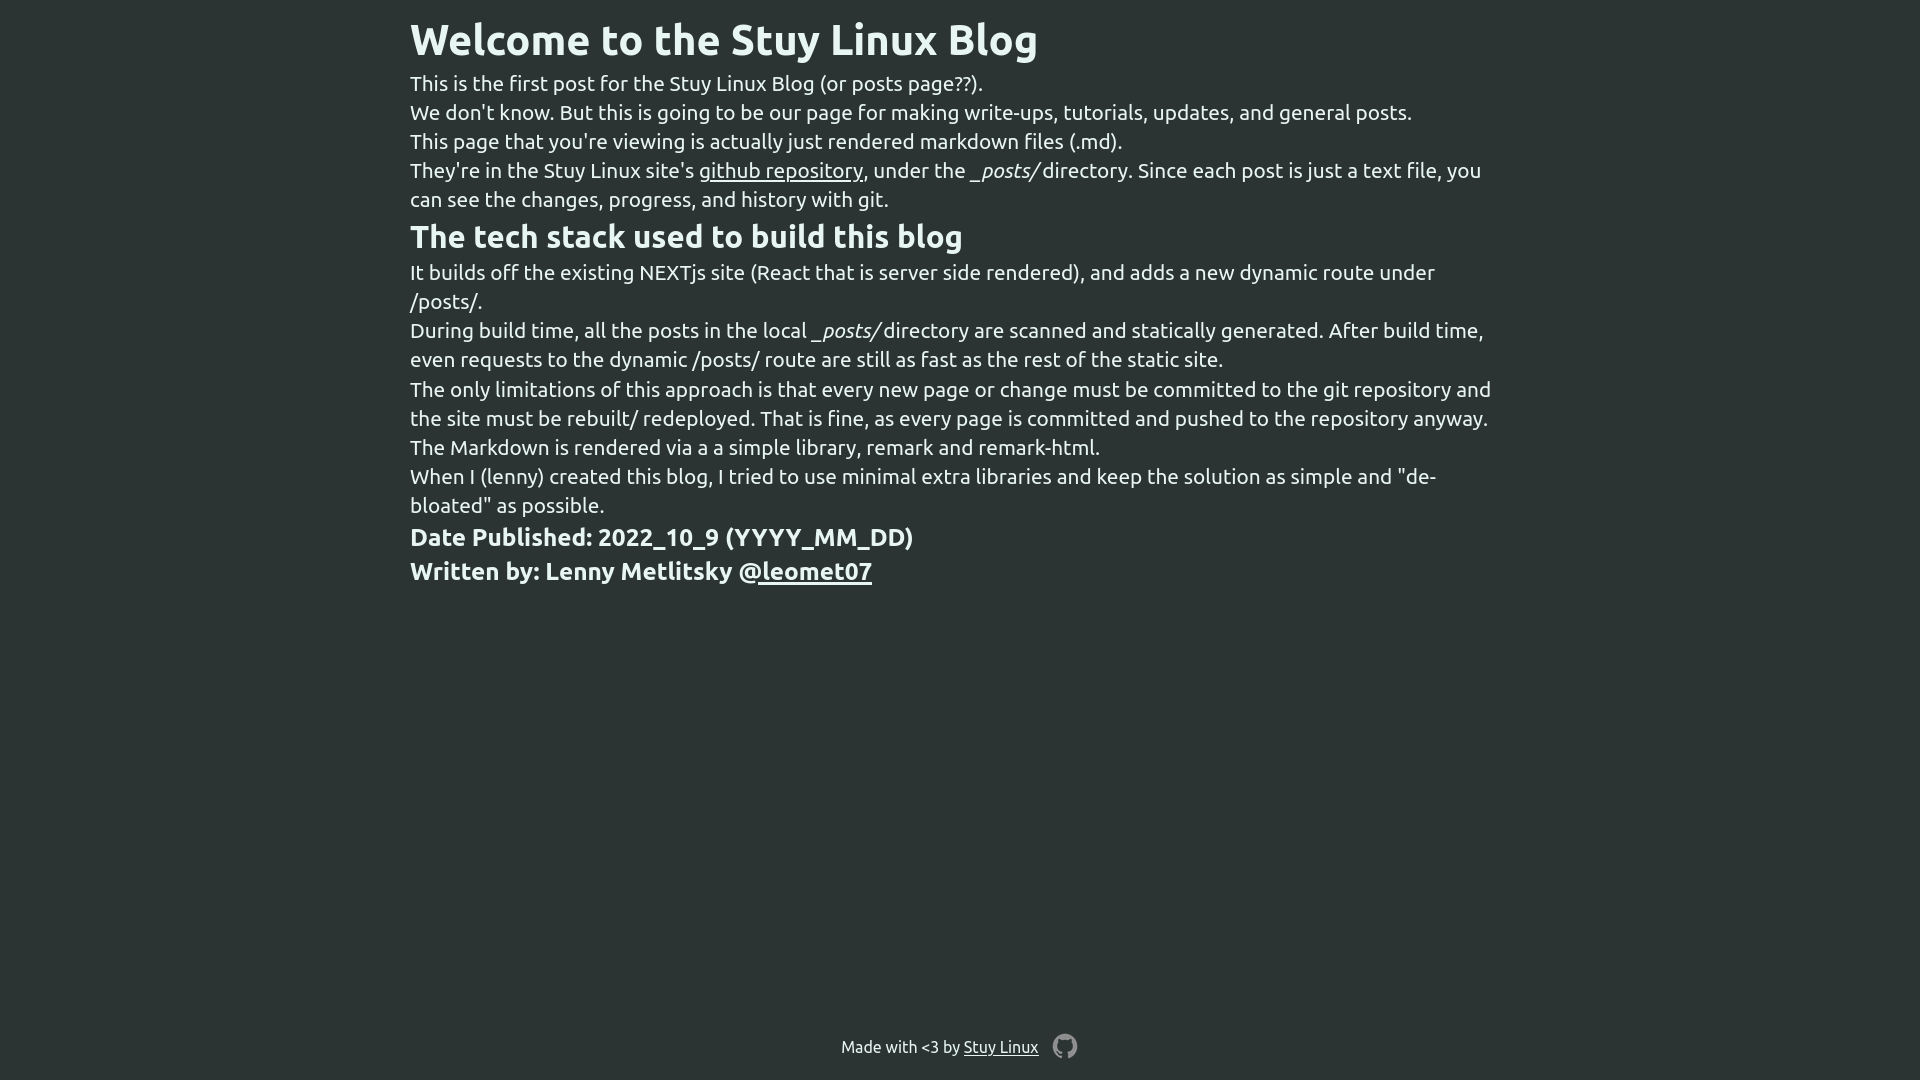 Welcome to the Stuy Linux Blog
This is the first post for the Stuy Linux Blog (or posts page??).
We don't know. But this is going to be our page for making write-ups, tutorials, updates, and general posts.
This page that you're viewing is actually just rendered markdown files (.md).
They're in the Stuy Linux site's github repository, under the _posts/ directory. Since each post is just a text file, you
can see the changes, progress, and history with git.
The tech stack used to build this blog
It builds off the existing NEXTjs site (React that is server side rendered), and adds a new dynamic route under
/posts/.
During build time, all the posts in the local _posts/ directory are scanned and statically generated. After build time,
even requests to the dynamic /posts/ route are still as fast as the rest of the static site.
The only limitations of this approach is that every new page or change must be committed to the git repository and
the site must be rebuilt/ redeployed. That is fine, as every page is committed and pushed to the repository anyway.
The Markdown is rendered via a a simple library, remark and remark-html.
When I (lenny) created this blog, I tried to use minimal extra libraries and keep the solution as simple and "de-
bloated" as possible.
Date Published: 2022_10_9 (YYYY_MM_DD)
Written by: Lenny Metlitsky @leomet07
Made with <3 by Stuy Linux